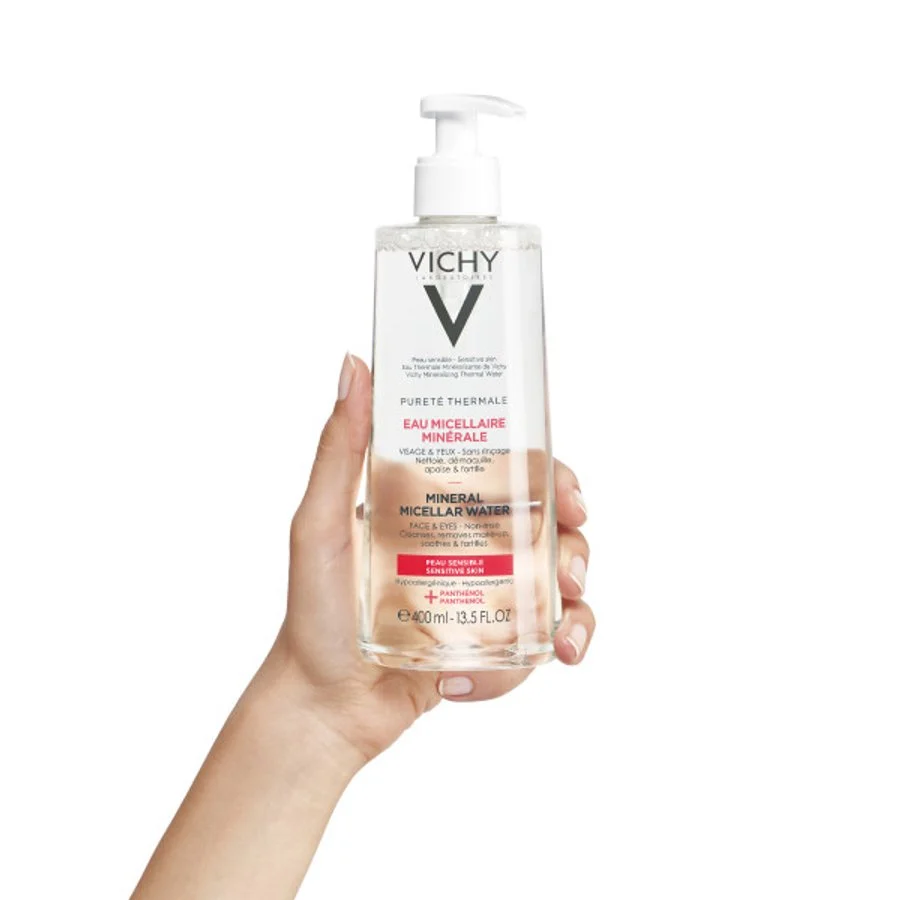 VICHY
LABORATOIRES
V
Peau sensible - Sensitive skin
Eau Thermale Minéralisante de Vichy
Vichy Mineralizing Thermal Water
PURETÉ THERMALE
EAU MICELLAIRE
MINÉRALE
VISAGE & YEUX - Sans rinçage
Nettoie, démaquille,
apaise & fortifie
MINERAL
MICELLAR WATER
FACE & EYES - Non-rinse
Cleanses, removes make-up,
soothes & fortifies
PEAU SENSIBLE
SENSITIVE SKIN
Hypoallergénique - Hypoallergenic
+ PANTHÉNOL
PANTHENOL
℮400 ml - 13.5 FL.OZ